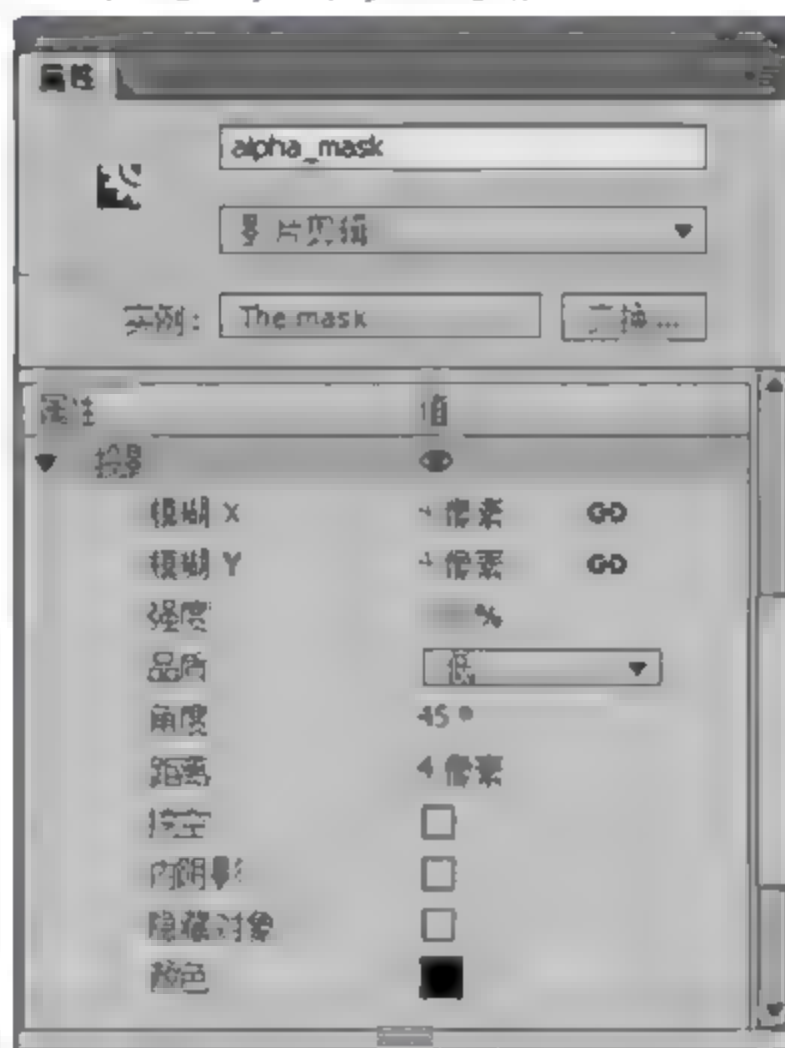 属性
alpha_mask
影片剪辑
实例: The mask 交换 ...
属性 值
投影
模糊 X 4 像素
模糊 Y 4 像素
强度 %
品质 低
角度 45 °
距离 4 像素
挖空
内阴影
隐藏对象
颜色